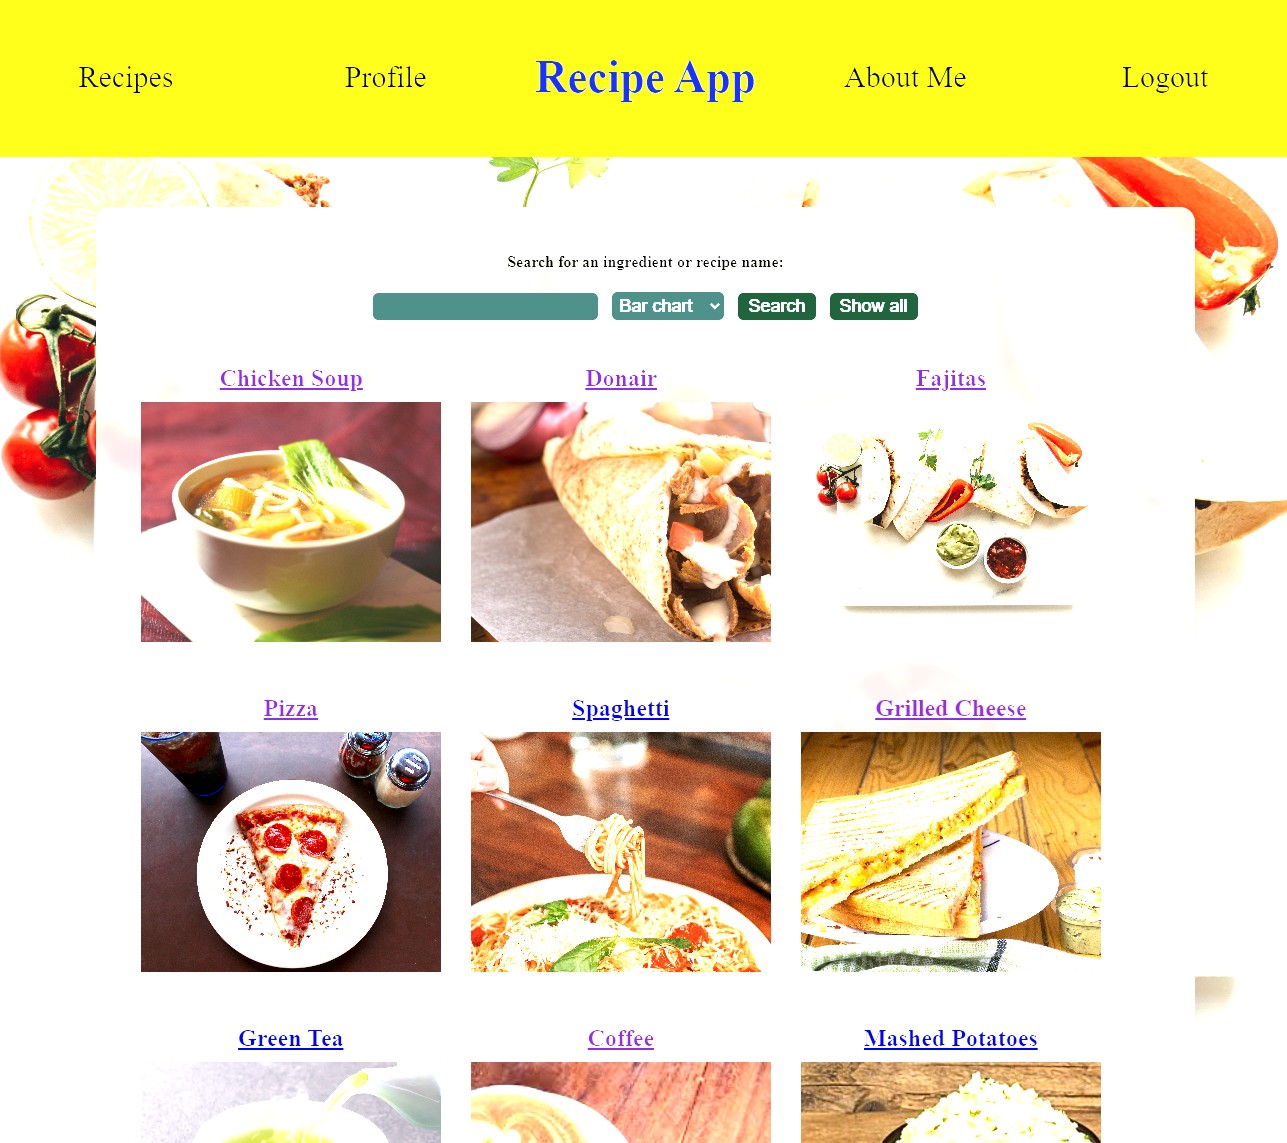 Recipes Profile Recipe App About Me Logout
Search for an ingredient or recipe name:
Bar chart Search Show all
Chicken Soup Donair Fajitas
Pizza Spaghetti Grilled Cheese
Green Tea Coffee Mashed Potatoes